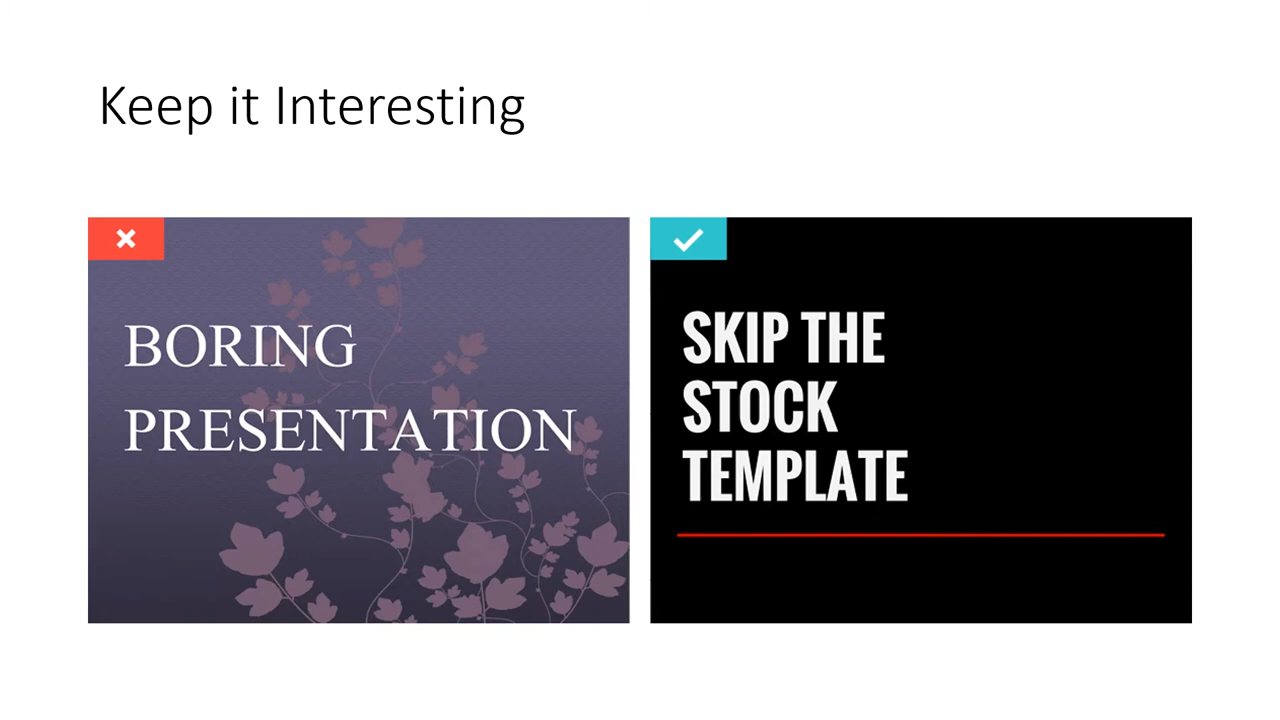 Keep it Interesting
BORING
PRESENTATION
SKIP THE
STOCK
TEMPLATE